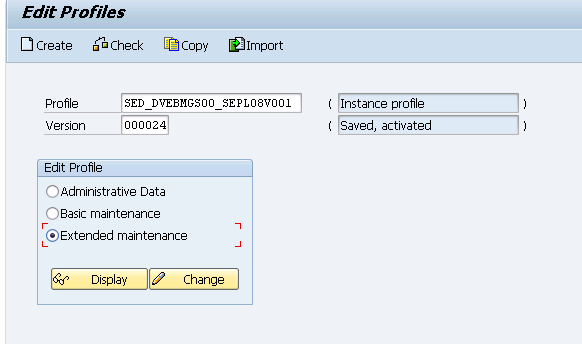 Edit Profiles
Create Check Copy Import
Profile SED_DVEBMGS00_SEPL08V001 ( Instance profile )
Version 000024 ( Saved, activated )
Edit Profile
Administrative Data
Basic maintenance
Extended maintenance
Display Change